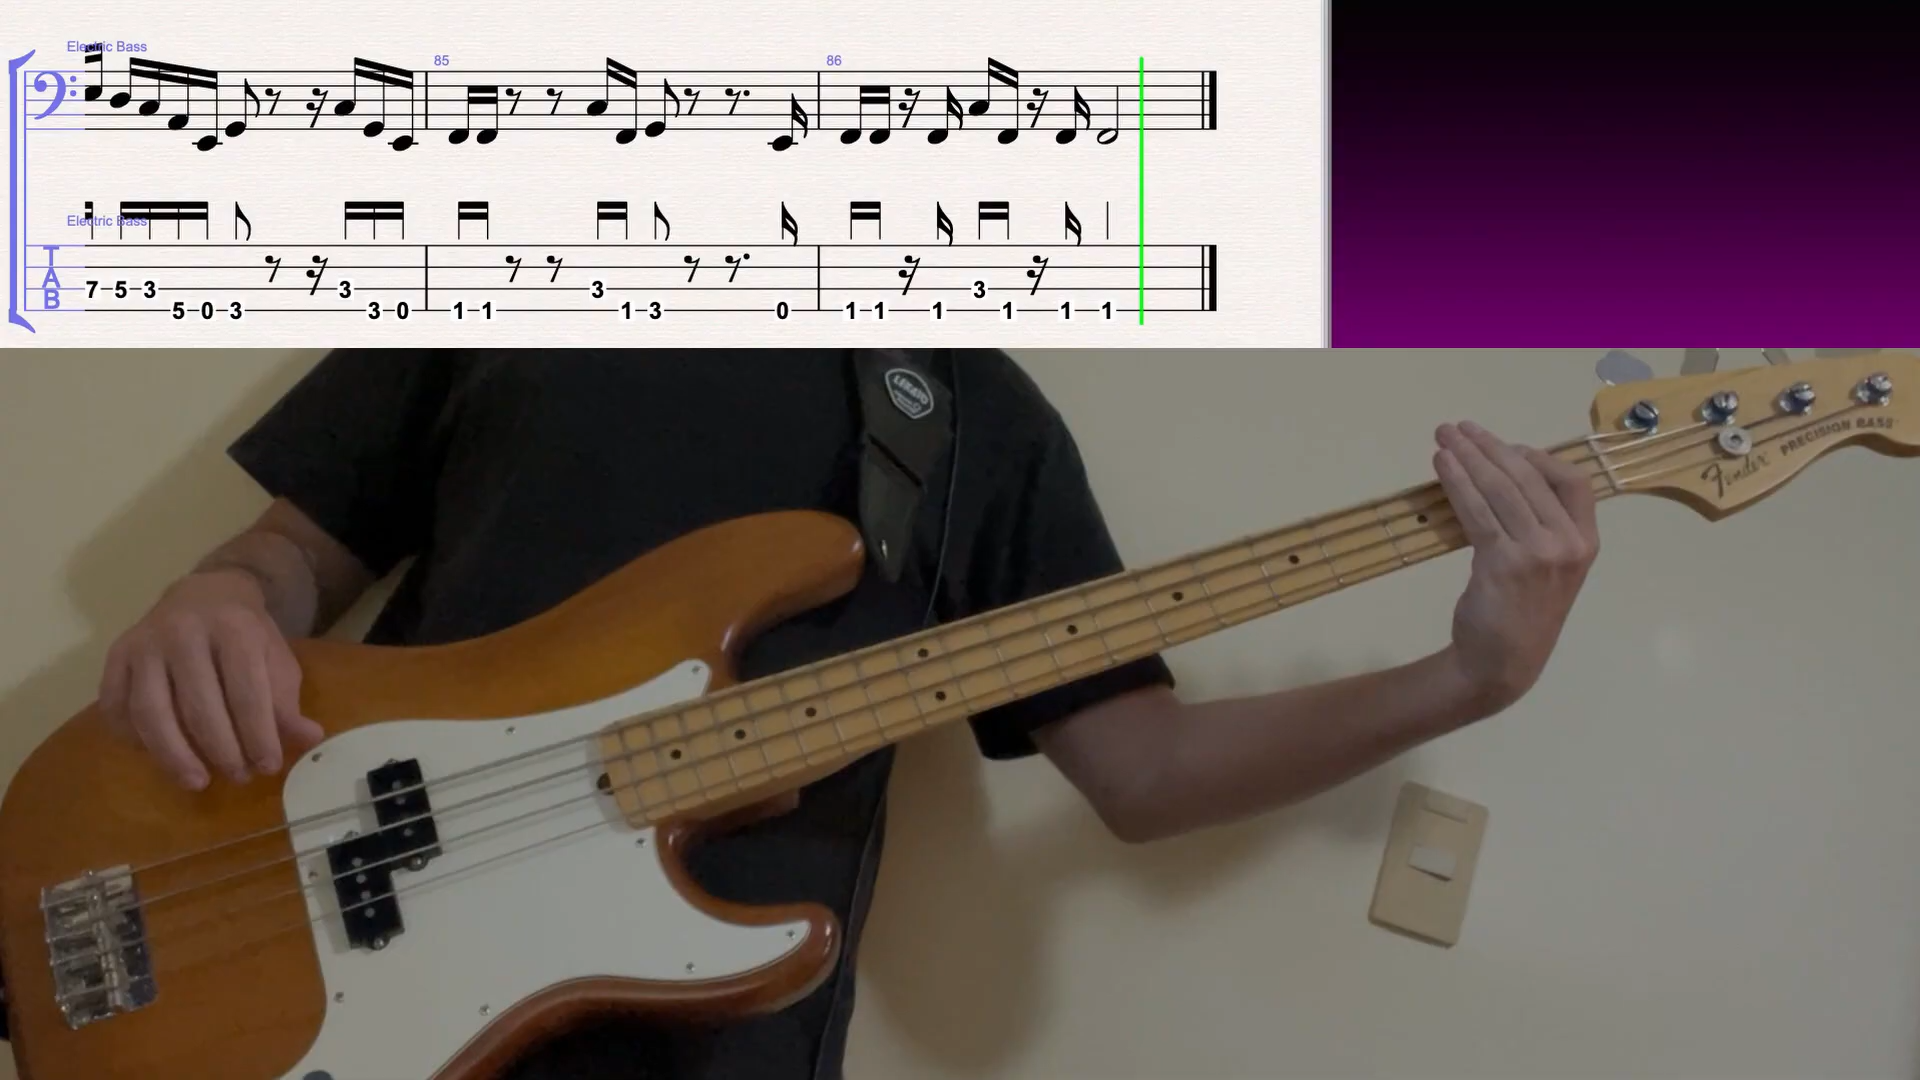 Electric Bass
85
86
Electric Bass
T
A
B
7 5 3 3 3 3
5 0 3 3 0 1 1 1 3 0 1 1 1 1 1 1
LEKATO
Fender PRECISION BASS